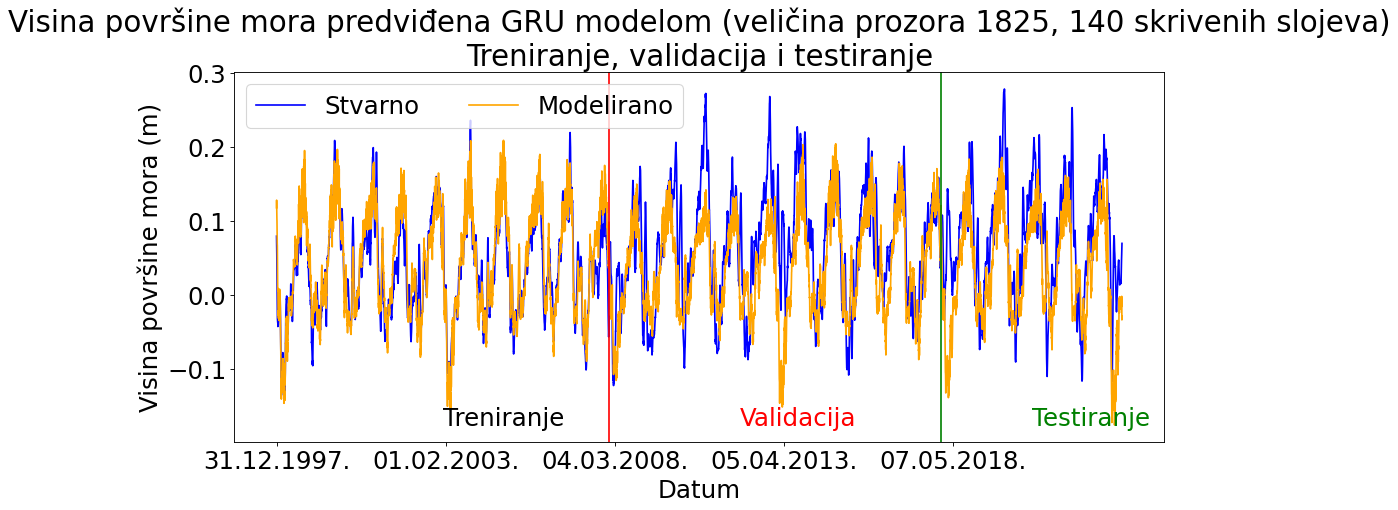 Visina površine mora predviđena GRU modelom (veličina prozora 1825, 140 skrivenih slojeva)
Treniranje, validacija i testiranje
Stvarno
Modelirano
Visina površine mora (m)
0.3
0.2
0.1
0.0
−0.1
Treniranje
Validacija
Testiranje
31.12.1997.
01.02.2003.
04.03.2008.
05.04.2013.
07.05.2018.
Datum